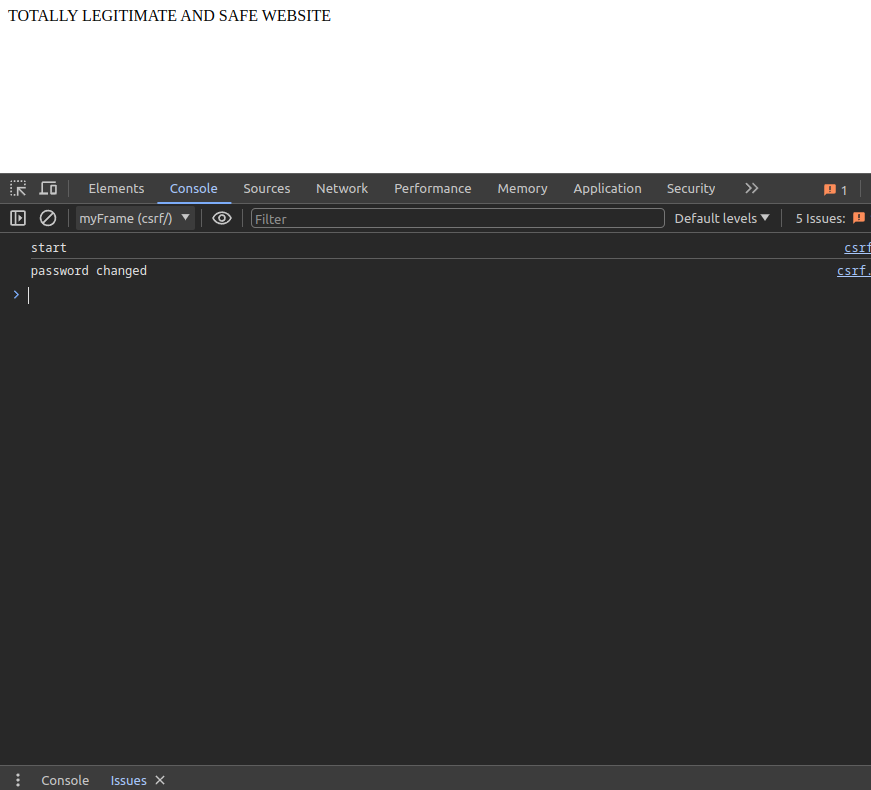 TOTALLY LEGITIMATE AND SAFE WEBSITE
Elements Console Sources Network Performance Memory Application Security 1
myFrame (csrf/) Filter Default levels 5 Issues:
start csrf
password changed csrf.
Console Issues